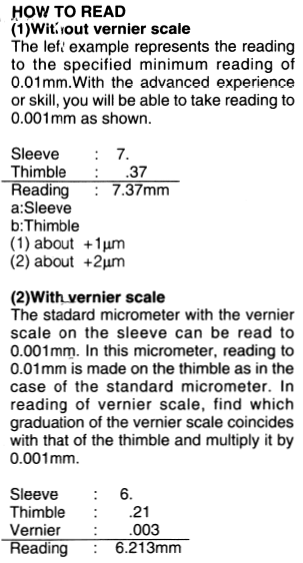 HOW TO READ
(1)Without vernier scale
The left example represents the reading
to the specified minimum reading of
0.01mm.With the advanced experience
or skill, you will be able to take reading to
0.001mm as shown.
Sleeve : 7.
Thimble : .37
Reading : 7.37mm
a:Sleeve
b:Thimble
(1) about +1μm
(2) about +2μm
(2)With vernier scale
The stadard micrometer with the vernier
scale on the sleeve can be read to
0.001mm. In this micrometer, reading to
0.01mm is made on the thimble as in the
case of the standard micrometer. In
reading of vernier scale, find which
graduation of the vernier scale coincides
with that of the thimble and multiply it by
0.001mm.
Sleeve : 6.
Thimble : .21
Vernier : .003
Reading : 6.213mm